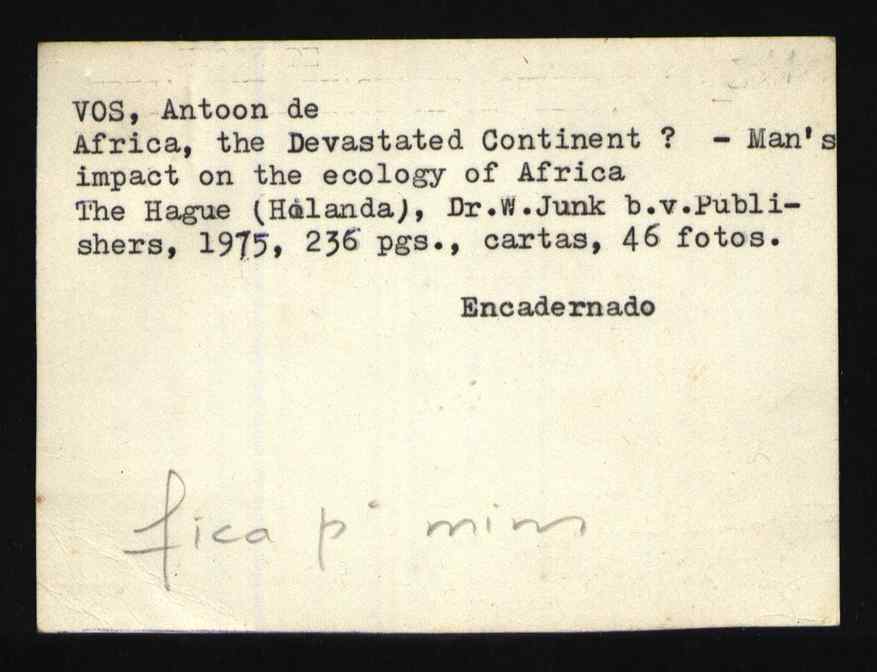 VOS, Antoon de
Africa, the Devastated Continent ? - Man's
impact on the ecology of Africa
The Hague (Holanda), Dr.W.Junk b.v.Publi-
shers, 1975, 236 pgs., cartas, 46 fotos.
Encadernado
fica p' mim